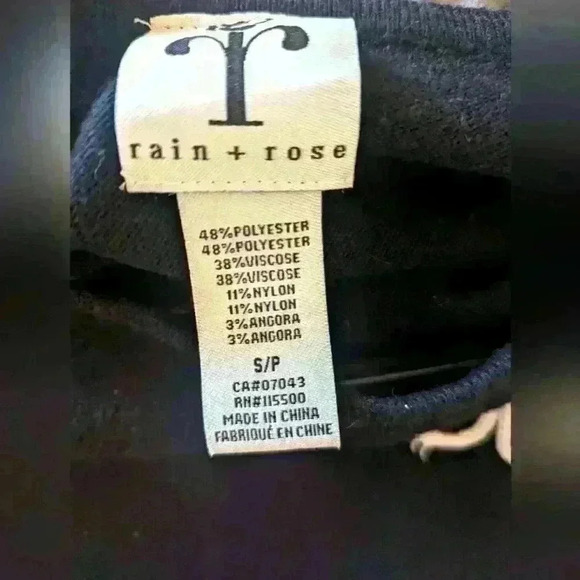 rain + rose
48%POLYESTER
48%POLYESTER
38%VISCOSE
38%VISCOSE
11%NYLON
11%NYLON
3%ANGORA
3%ANGORA
S/P
CA#07043
RN#115500
MADE IN CHINA
FABRIQUÉ EN CHINE